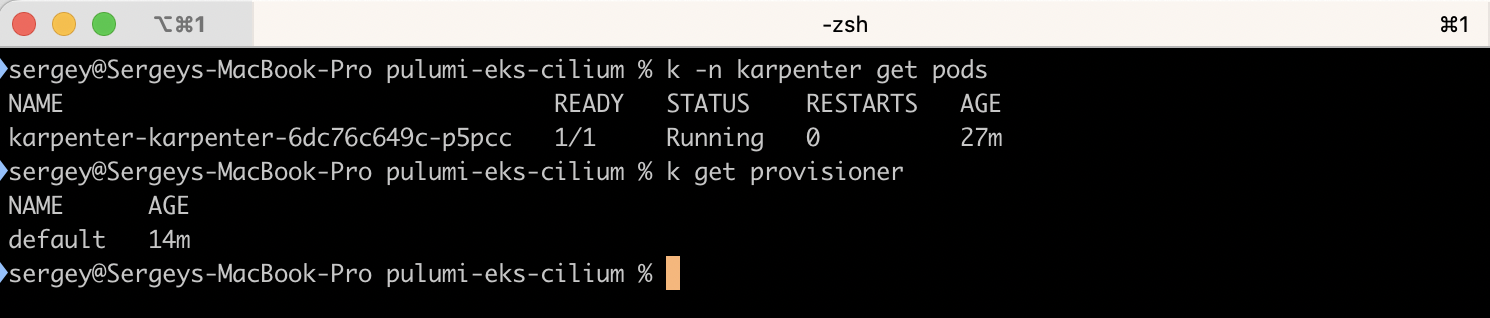 ⌥⌘1 -zsh ⌘1
sergey@Sergeys-MacBook-Pro pulumi-eks-cilium % k -n karpenter get pods
NAME READY STATUS RESTARTS AGE
karpenter-karpenter-6dc76c649c-p5pcc 1/1 Running 0 27m
sergey@Sergeys-MacBook-Pro pulumi-eks-cilium % k get provisioner
NAME AGE
default 14m
sergey@Sergeys-MacBook-Pro pulumi-eks-cilium %